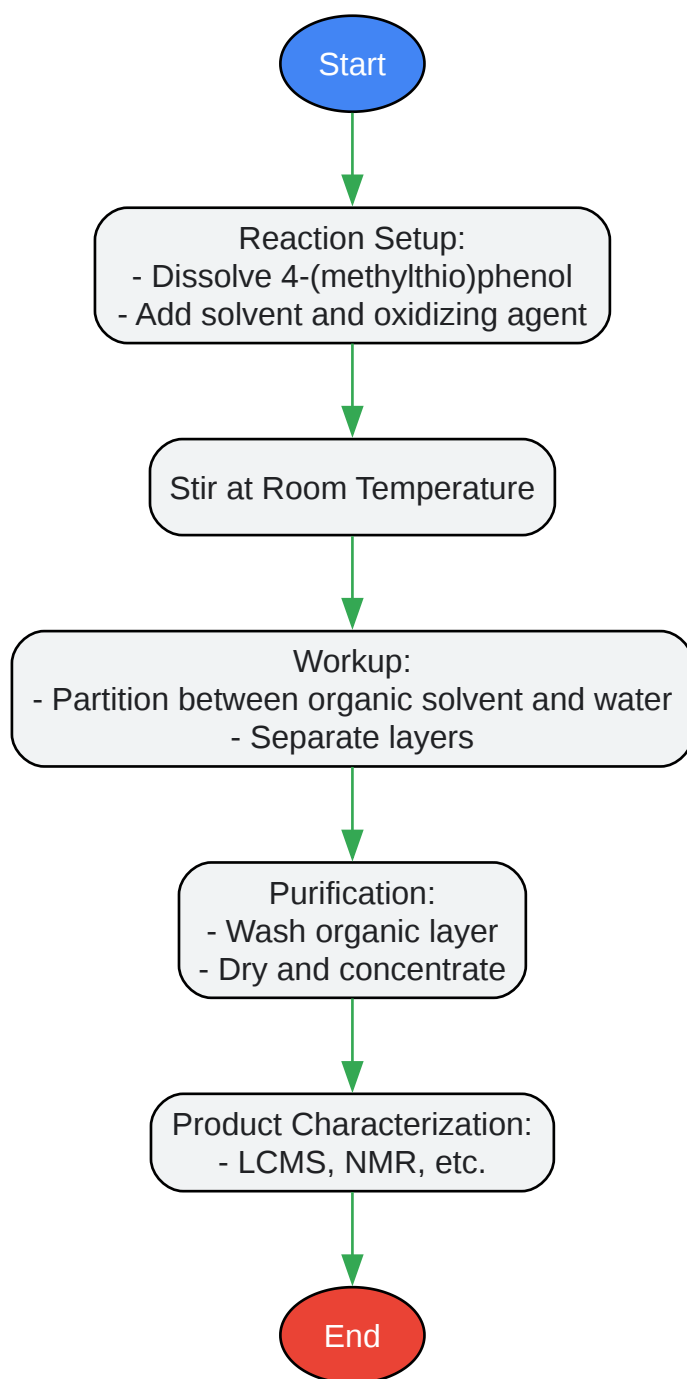 Start
Reaction Setup:
- Dissolve 4-(methylthio)phenol
- Add solvent and oxidizing agent
Stir at Room Temperature
Workup:
- Partition between organic solvent and water
- Separate layers
Purification:
- Wash organic layer
- Dry and concentrate
Product Characterization:
- LCMS, NMR, etc.
End